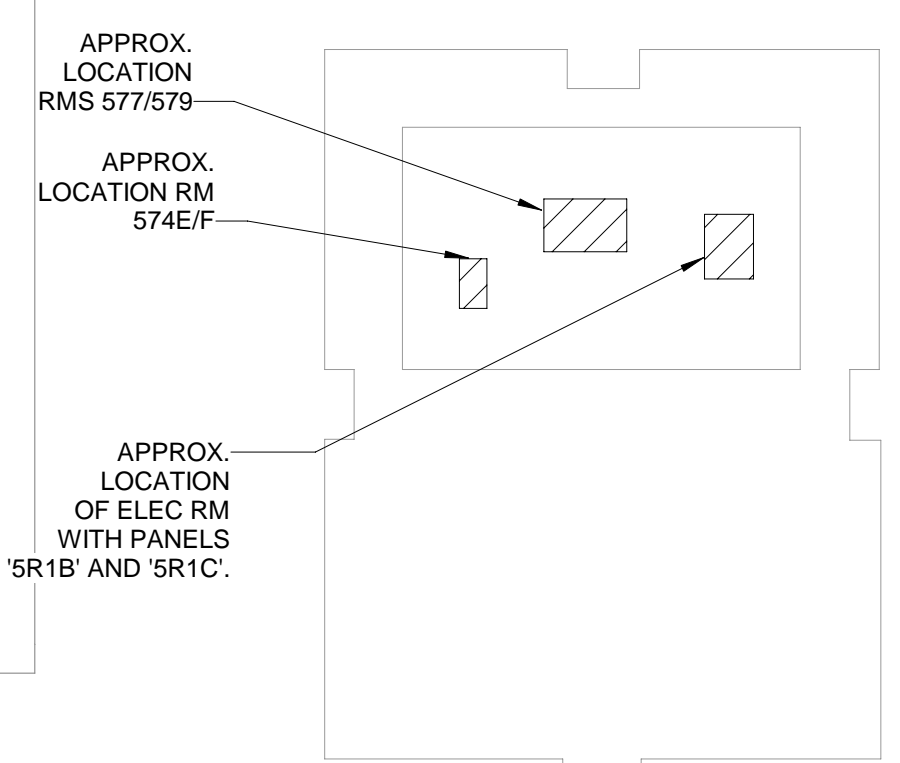 APPROX.
LOCATION
RMS 577/579
APPROX.
LOCATION RM
574E/F
APPROX.
LOCATION
OF ELEC RM
WITH PANELS
'5R1B' AND '5R1C'.